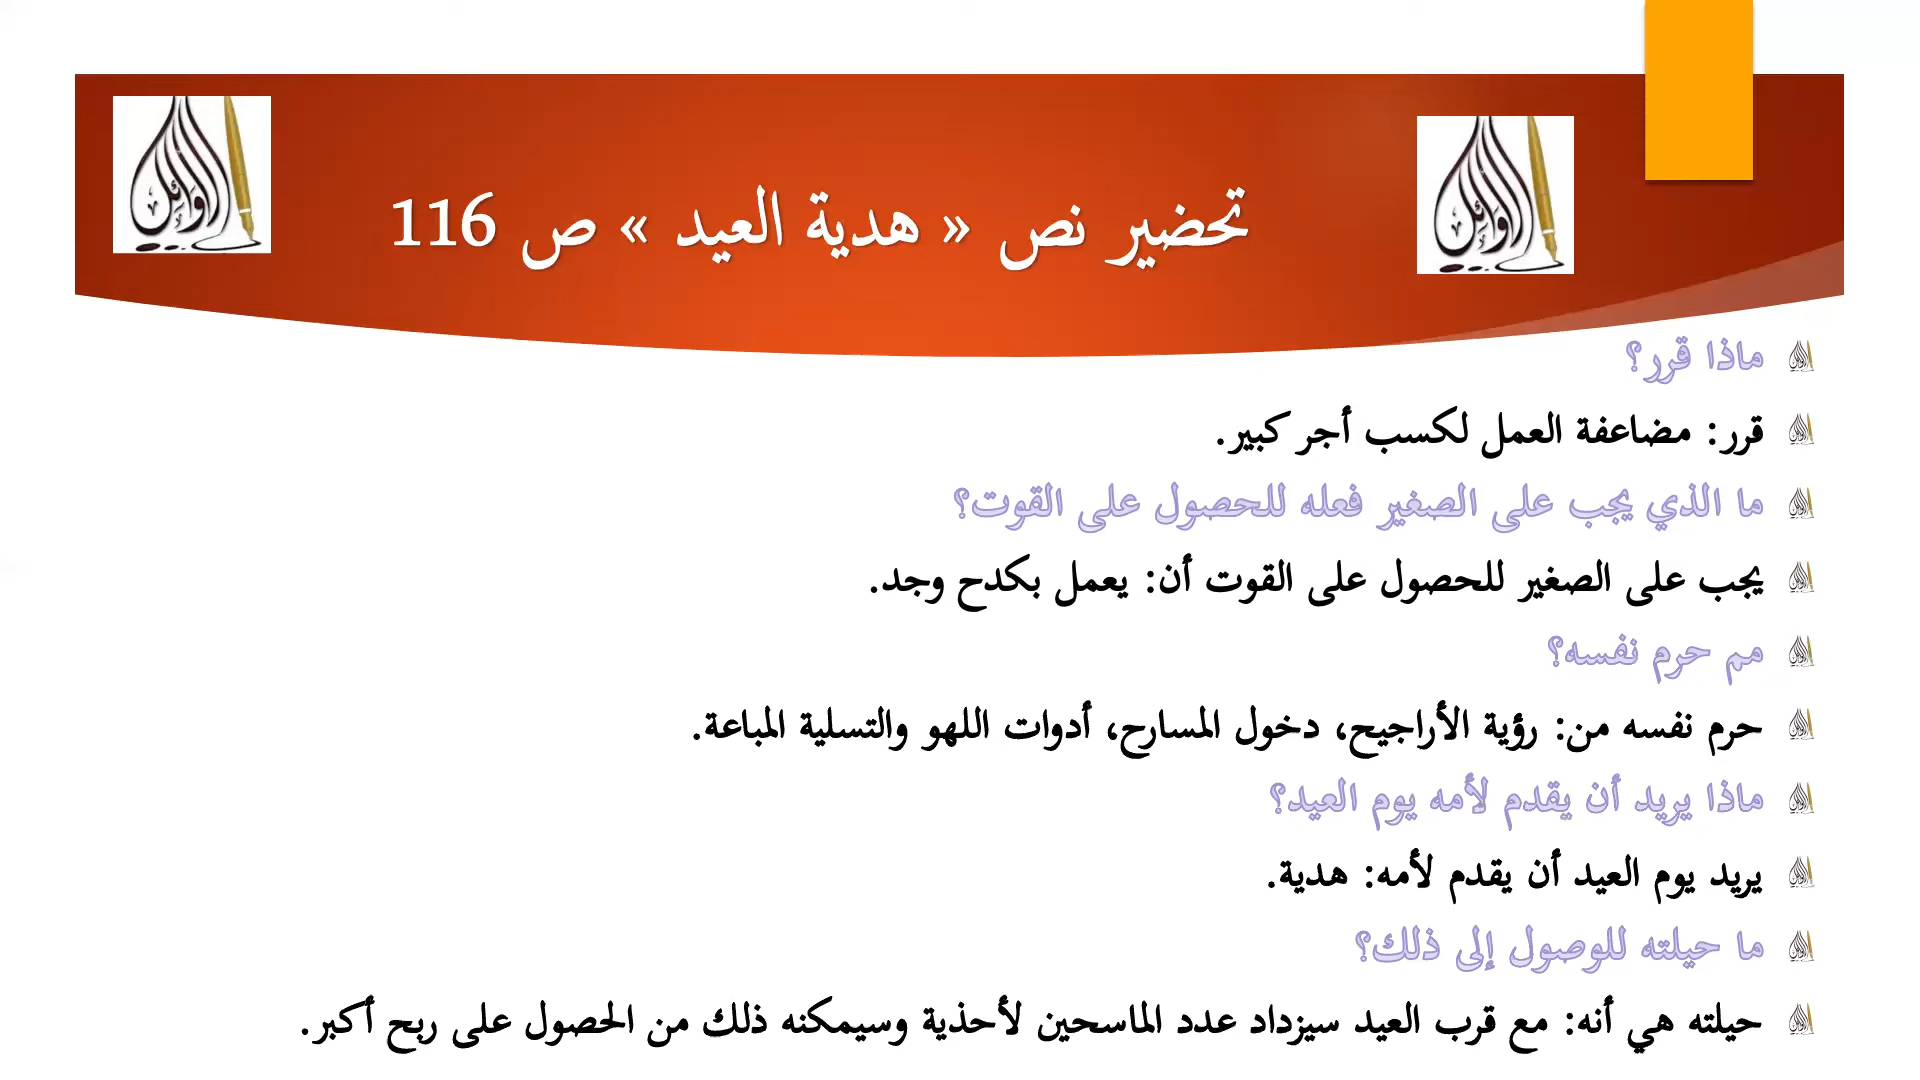 تحضير نص « هدية العيد » ص 116
الأوائل
الأوائل
ماذا قرر؟
قرر: مضاعفة العمل لكسب أجر كبير.
ما الذي يجب على الصغير فعله للحصول على القوت؟
يجب على الصغير للحصول على القوت أن: يعمل بكدح وجد.
مم حرم نفسه؟
حرم نفسه من: رؤية الأراجيح، دخول المسارح، أدوات اللهو والتسلية المباعة.
ماذا يريد أن يقدم لأمه يوم العيد؟
يريد يوم العيد أن يقدم لأمه: هدية.
ما حيلته للوصول إلى ذلك؟
حيلته هي أنه: مع قرب العيد سيزداد عدد الماسحين لأحذية وسيمكنه ذلك من الحصول على ربح أكبر.